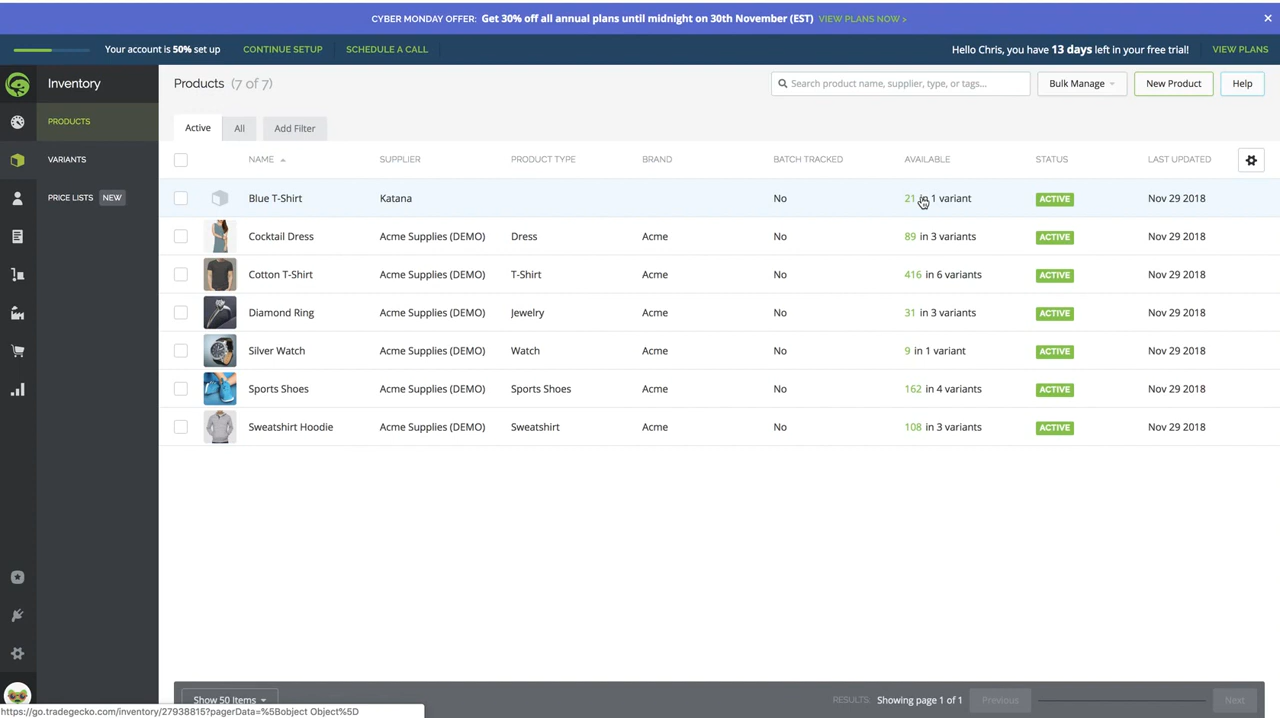 CYBER MONDAY OFFER: Get 30% off all annual plans until midnight on 30th November (EST) VIEW PLANS NOW >
Your account is 50% set up CONTINUE SETUP SCHEDULE A CALL Hello Chris, you have 13 days left in your free trial! VIEW PLANS
Inventory
PRODUCTS
VARIANTS
PRICE LISTS NEW
Products (7 of 7) Search product name, supplier, type, or tags... Bulk Manage New Product Help
Active All Add Filter
NAME SUPPLIER PRODUCT TYPE BRAND BATCH TRACKED AVAILABLE STATUS LAST UPDATED
Blue T-Shirt Katana No 21 in 1 variant ACTIVE Nov 29 2018
Cocktail Dress Acme Supplies (DEMO) Dress Acme No 89 in 3 variants ACTIVE Nov 29 2018
Cotton T-Shirt Acme Supplies (DEMO) T-Shirt Acme No 416 in 6 variants ACTIVE Nov 29 2018
Diamond Ring Acme Supplies (DEMO) Jewelry Acme No 31 in 3 variants ACTIVE Nov 29 2018
Silver Watch Acme Supplies (DEMO) Watch Acme No 9 in 1 variant ACTIVE Nov 29 2018
Sports Shoes Acme Supplies (DEMO) Sports Shoes Acme No 162 in 4 variants ACTIVE Nov 29 2018
Sweatshirt Hoodie Acme Supplies (DEMO) Sweatshirt Acme No 108 in 3 variants ACTIVE Nov 29 2018
Show 50 Items RESULTS: Showing page 1 of 1 Previous Next
https://go.tradegecko.com/inventory/27938815?pagerData=%5Bobject Object%5D